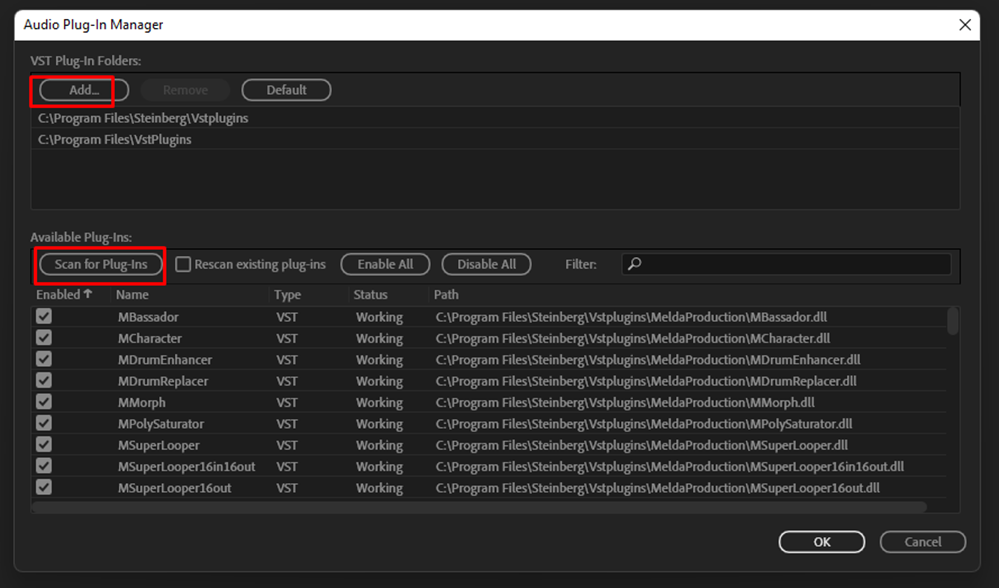 Audio Plug-In Manager
VST Plug-In Folders:
Add... Remove Default
C:\Program Files\Steinberg\Vstplugins
C:\Program Files\VstPlugins
Available Plug-Ins:
Scan for Plug-Ins Rescan existing plug-ins Enable All Disable All Filter:
Enabled Name Type Status Path
MBassador VST Working C:\Program Files\Steinberg\Vstplugins\MeldaProduction\MBassador.dll
MCharacter VST Working C:\Program Files\Steinberg\Vstplugins\MeldaProduction\MCharacter.dll
MDrumEnhancer VST Working C:\Program Files\Steinberg\Vstplugins\MeldaProduction\MDrumEnhancer.dll
MDrumReplacer VST Working C:\Program Files\Steinberg\Vstplugins\MeldaProduction\MDrumReplacer.dll
MMorph VST Working C:\Program Files\Steinberg\Vstplugins\MeldaProduction\MMorph.dll
MPolySaturator VST Working C:\Program Files\Steinberg\Vstplugins\MeldaProduction\MPolySaturator.dll
MSuperLooper VST Working C:\Program Files\Steinberg\Vstplugins\MeldaProduction\MSuperLooper.dll
MSuperLooper16in16out VST Working C:\Program Files\Steinberg\Vstplugins\MeldaProduction\MSuperLooper16in16out.dll
MSuperLooper16out VST Working C:\Program Files\Steinberg\Vstplugins\MeldaProduction\MSuperLooper16out.dll
OK Cancel